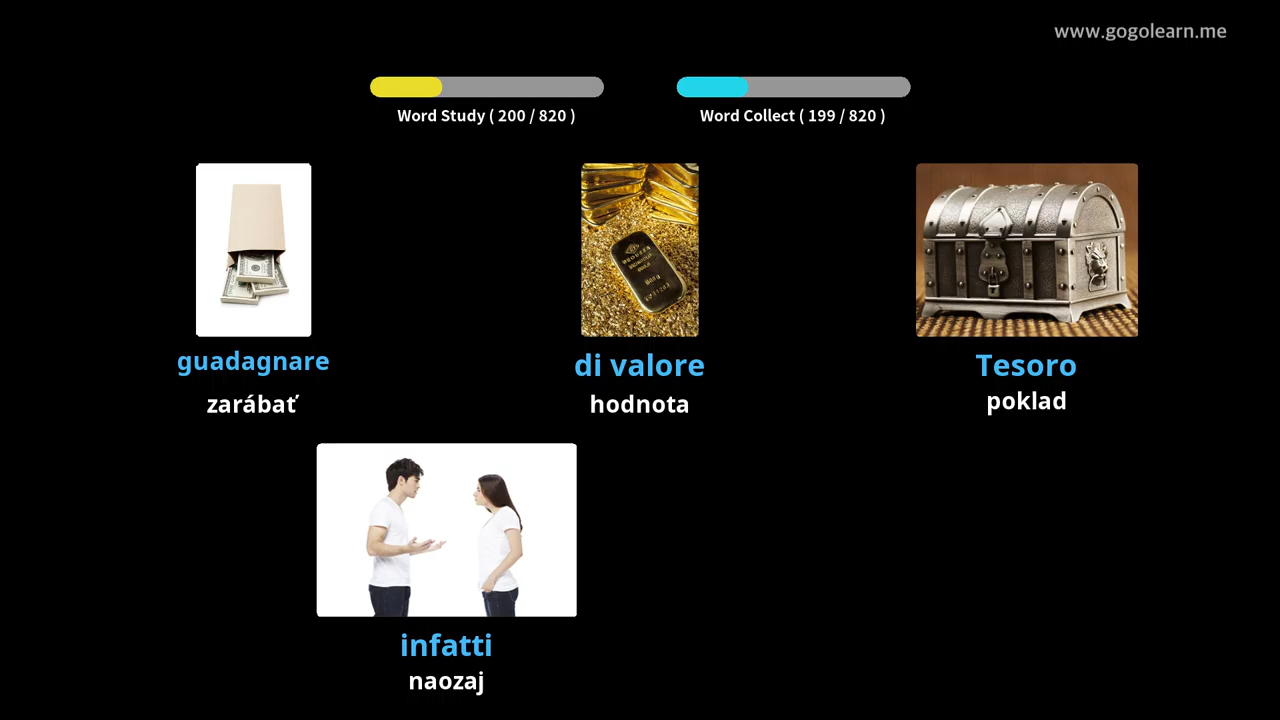 www.gogolearn.me
Word Study ( 200 / 820 )
Word Collect ( 199 / 820 )
guadagnare
di valore
Tesoro
zarábať
hodnota
poklad
infatti
naozaj